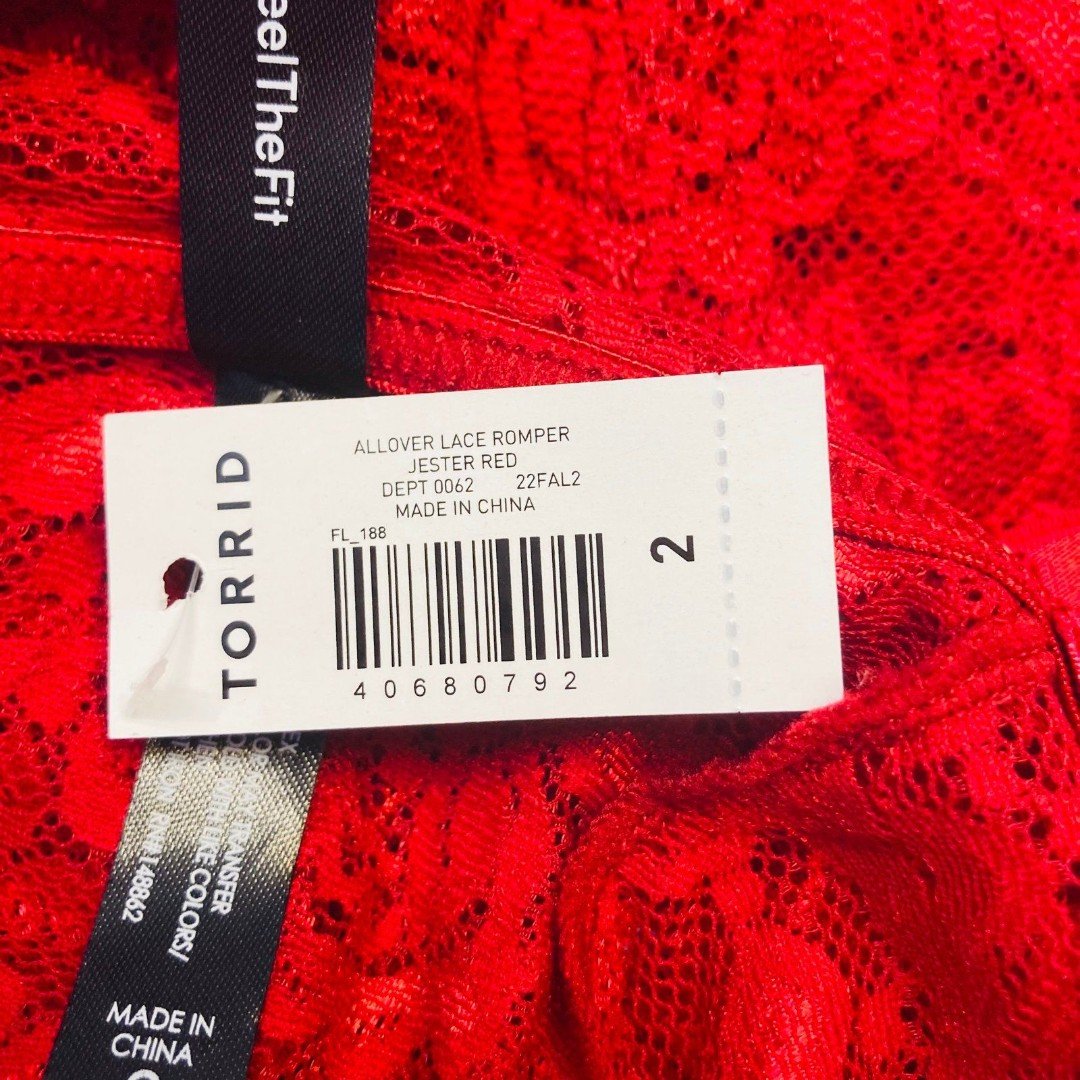 eelTheFit
TORRID
ALLOVER LACE ROMPER
JESTER RED
DEPT 0062 22FAL2
MADE IN CHINA
FL_188
40680792
2
TRANSFER
LIKE COLORS/
148862
MADE IN
CHINA